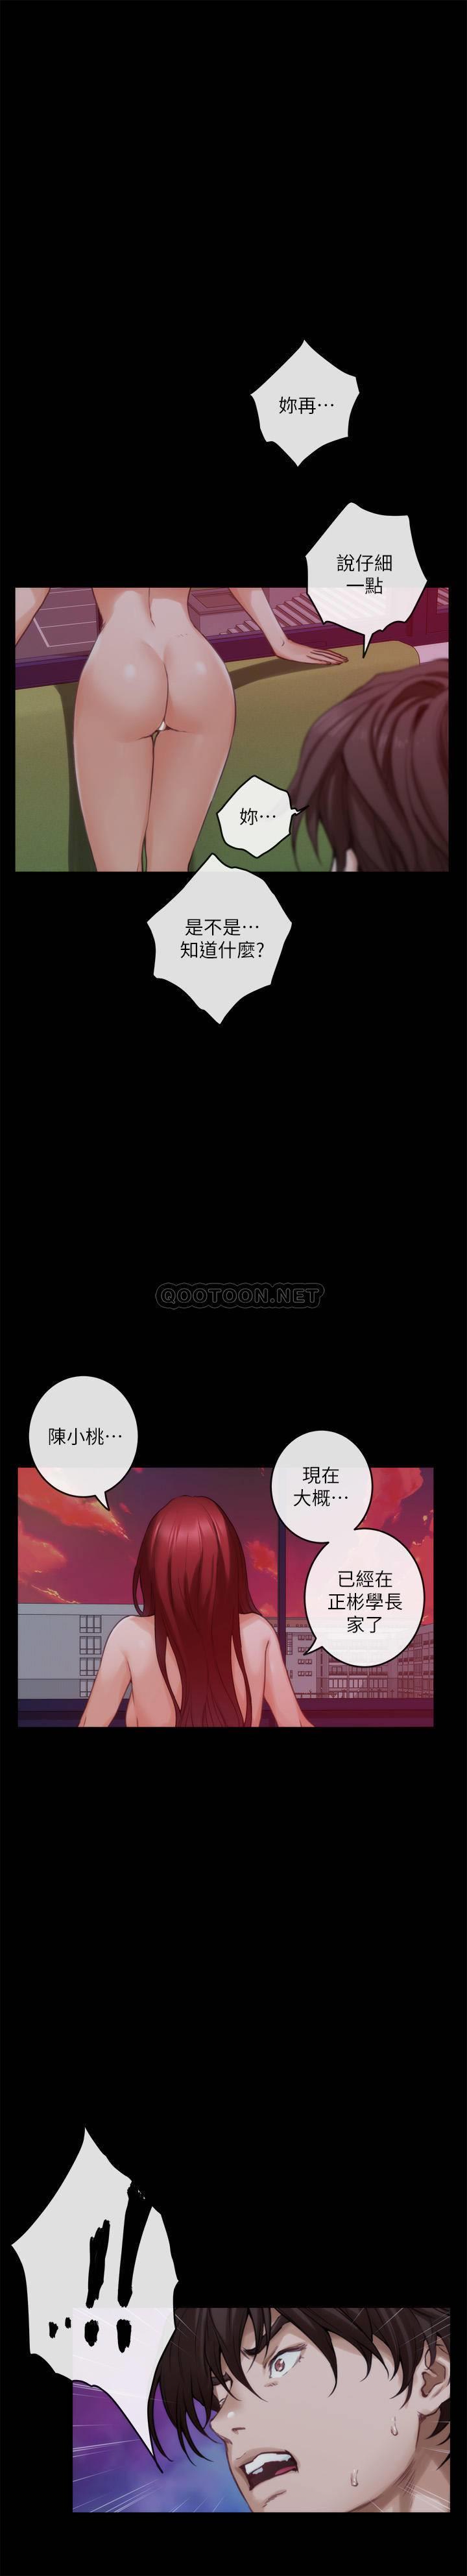 妳再⋯
說仔細
一點
妳⋯
是不是⋯
知道什麼?
QOOTOON.NET
陳小桃⋯
現在
大概⋯
已經在
正彬學長
家了
...!!